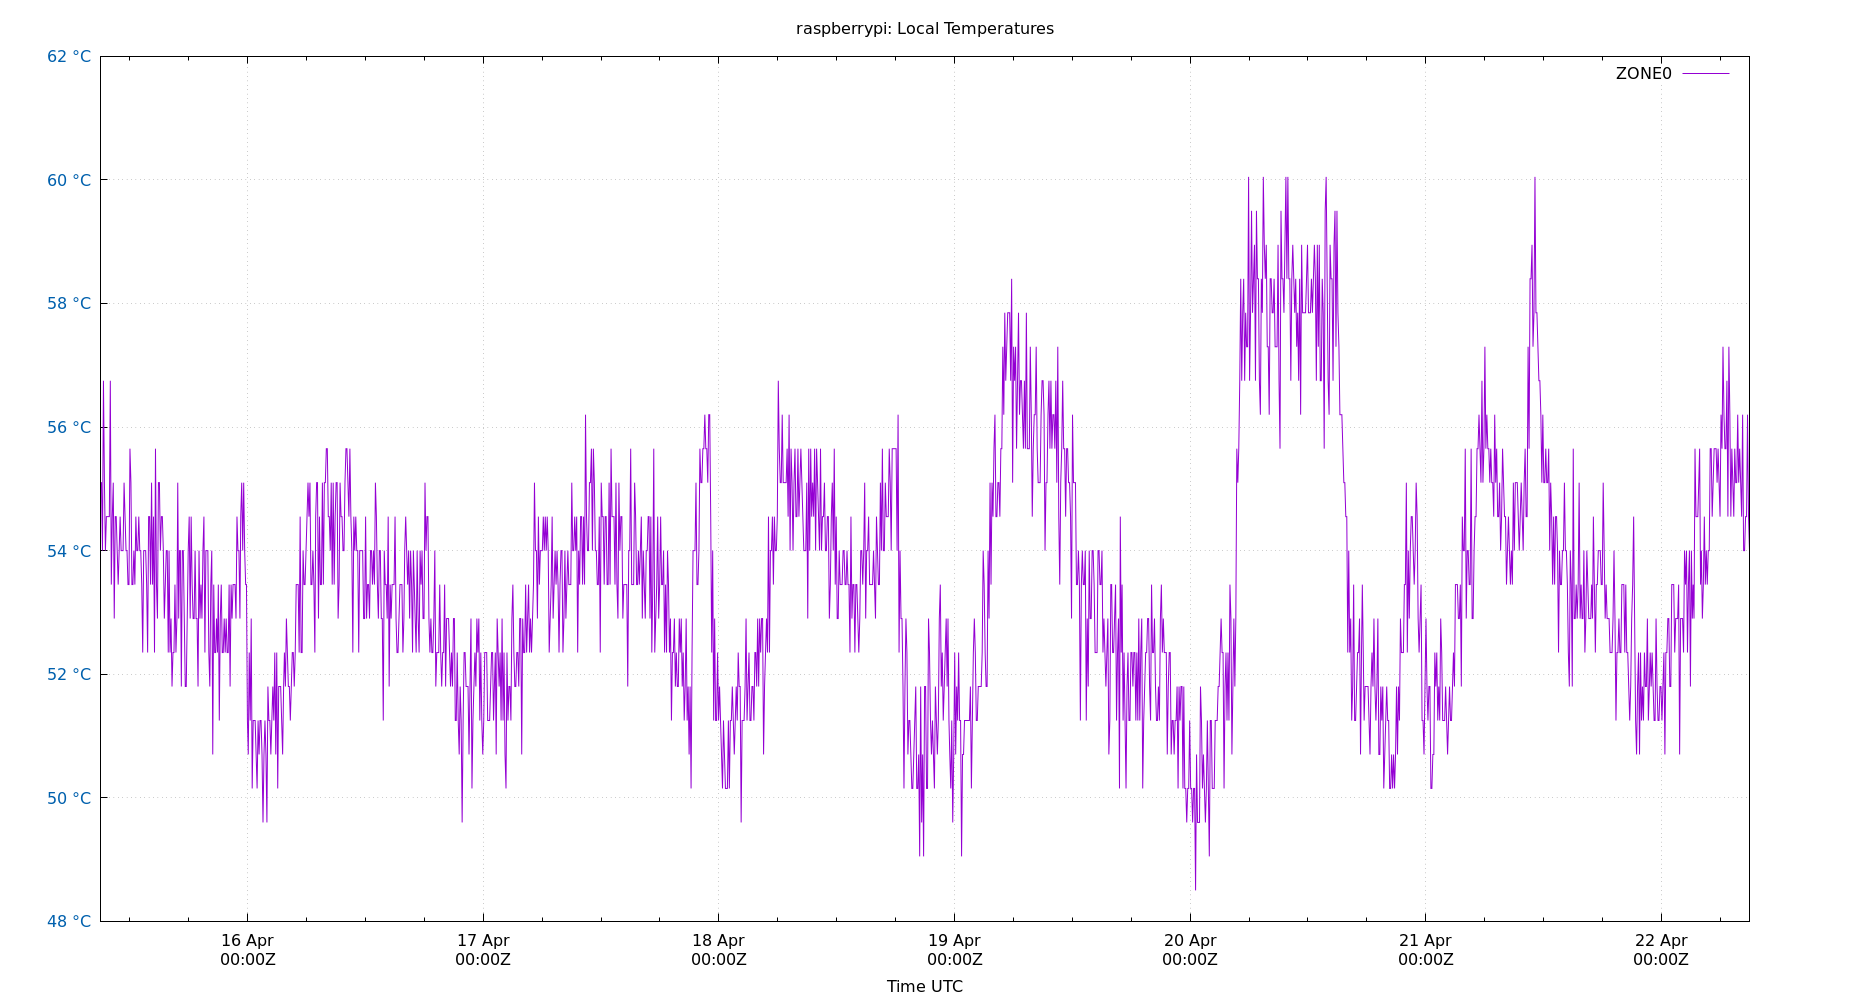 raspberrypi: Local Temperatures
62 °C
ZONE0
60 °C
58 °C
56 °C
54 °C
52 °C
50 °C
48 °C
16 Apr 17 Apr 18 Apr 19 Apr 20 Apr 21 Apr 22 Apr
00:00Z 00:00Z 00:00Z 00:00Z 00:00Z 00:00Z 00:00Z
Time UTC